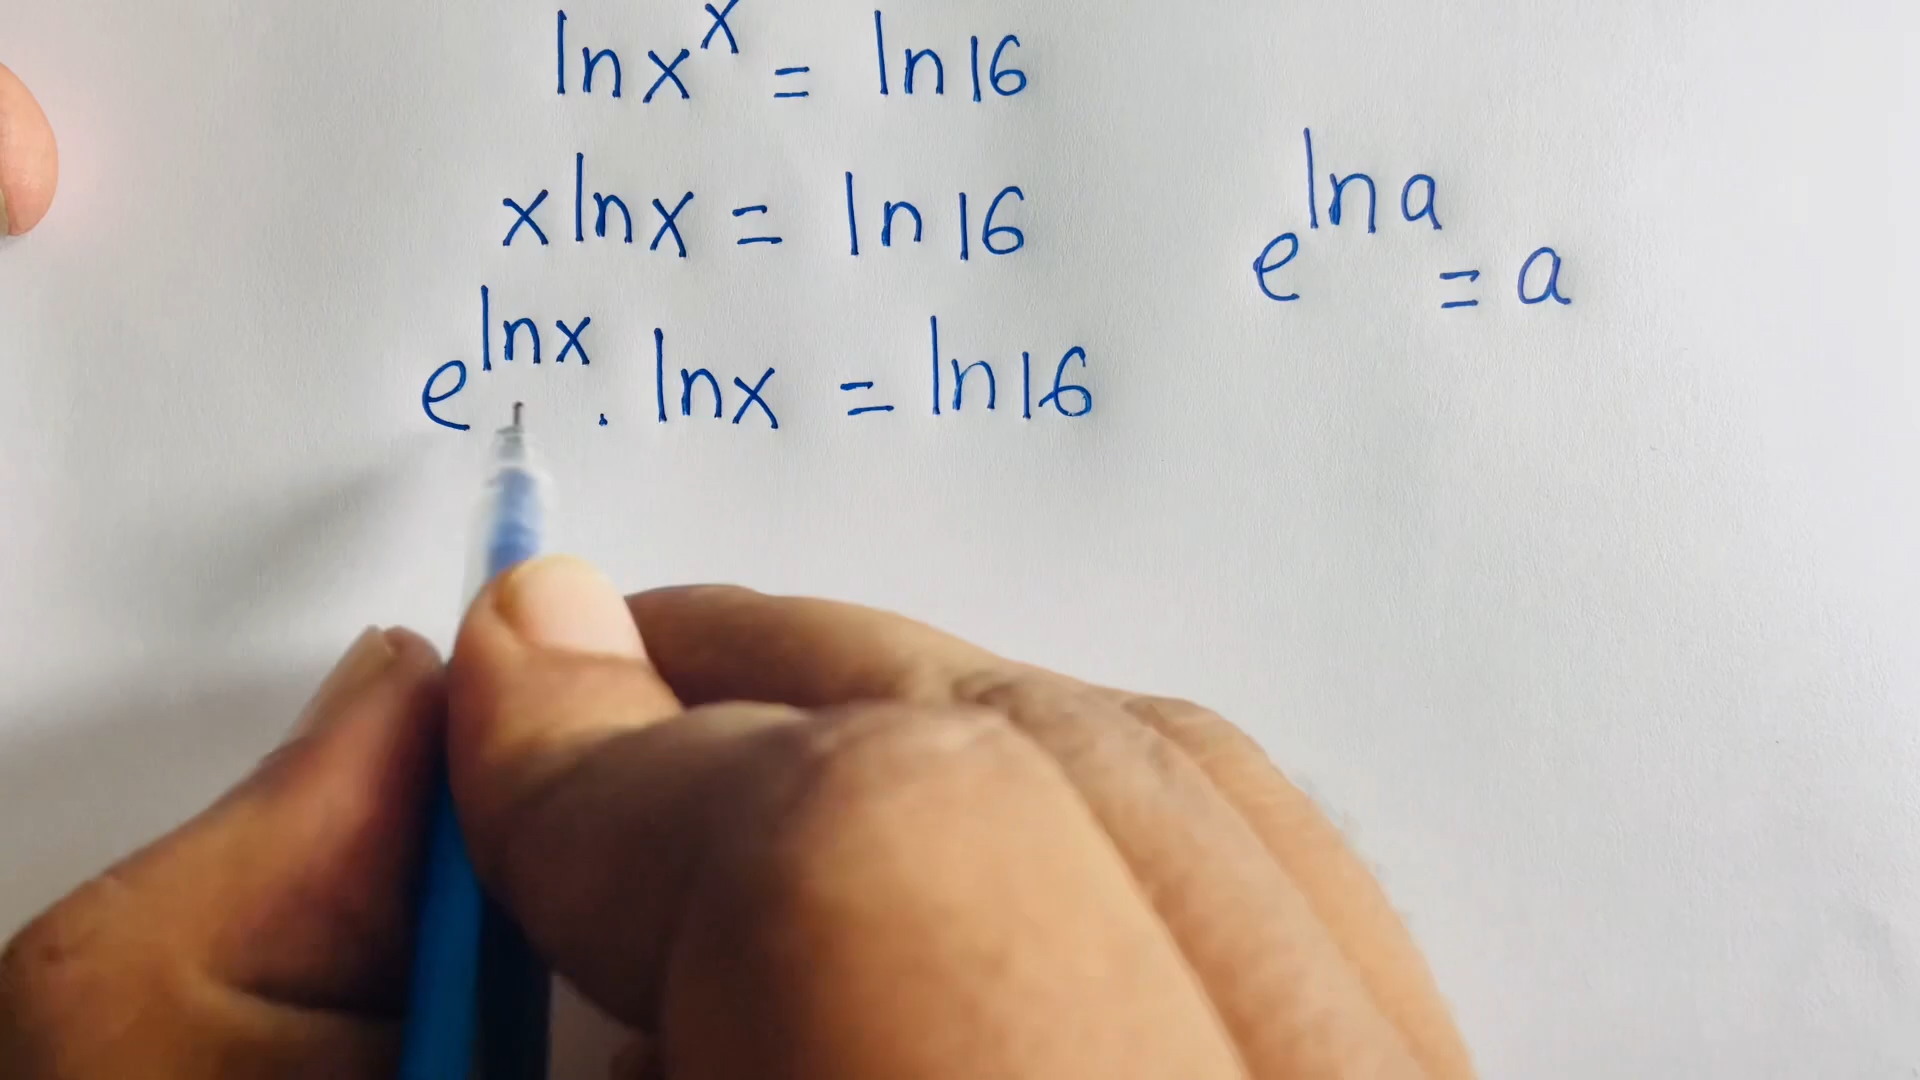 ln x^x = ln 16
x ln x = ln 16
e^ln x . ln x = ln 16
e^ln a = a